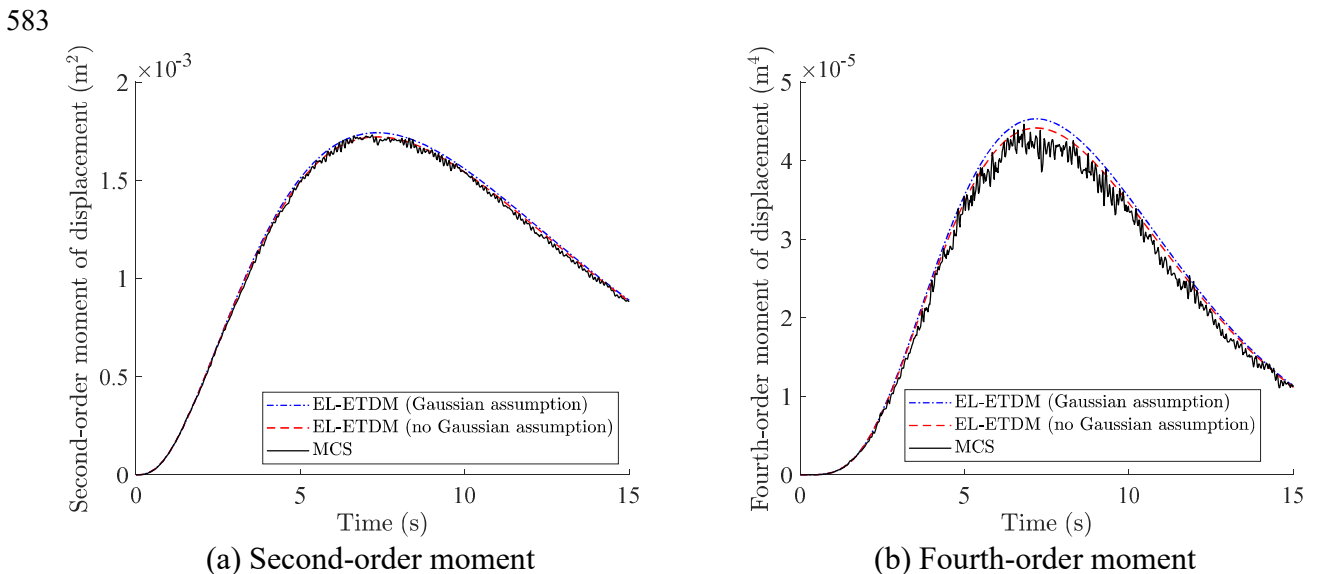 583
Second-order moment of displacement (m²)
×10⁻³
2
1.5
1
0.5
0
0 5 10 15
Time (s)
EL-ETDM (Gaussian assumption)
EL-ETDM (no Gaussian assumption)
MCS
(a) Second-order moment
Fourth-order moment of displacement (m⁴)
×10⁻⁵
5
4
3
2
1
0
0 5 10 15
Time (s)
EL-ETDM (Gaussian assumption)
EL-ETDM (no Gaussian assumption)
MCS
(b) Fourth-order moment